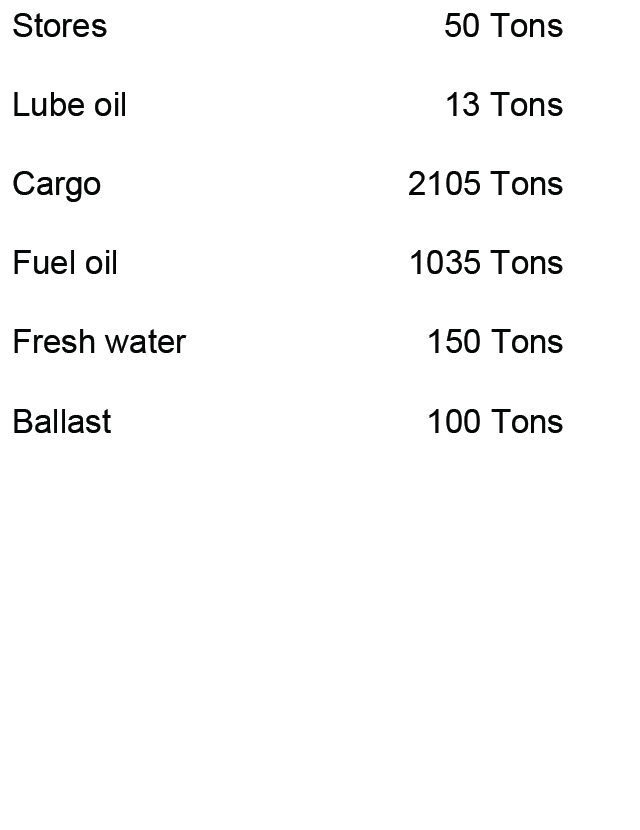 Stores 50 Tons
Lube oil 13 Tons
Cargo 2105 Tons
Fuel oil 1035 Tons
Fresh water 150 Tons
Ballast 100 Tons